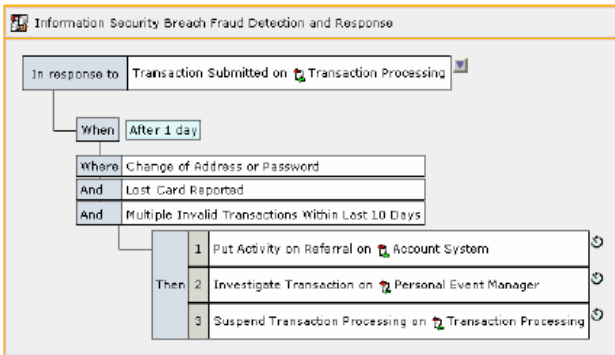 Information Security Breach Fraud Detection and Response
In response to Transaction Submitted on Transaction Processing
When After 1 day
Where Change of Address or Password
And Lost Card Reported
And Multiple Invalid Transactions Within Last 10 Days
1 Put Activity on Referral on Account System
Then 2 Investigate Transaction on Personal Event Manager
3 Suspend Transaction Processing on Transaction Processing